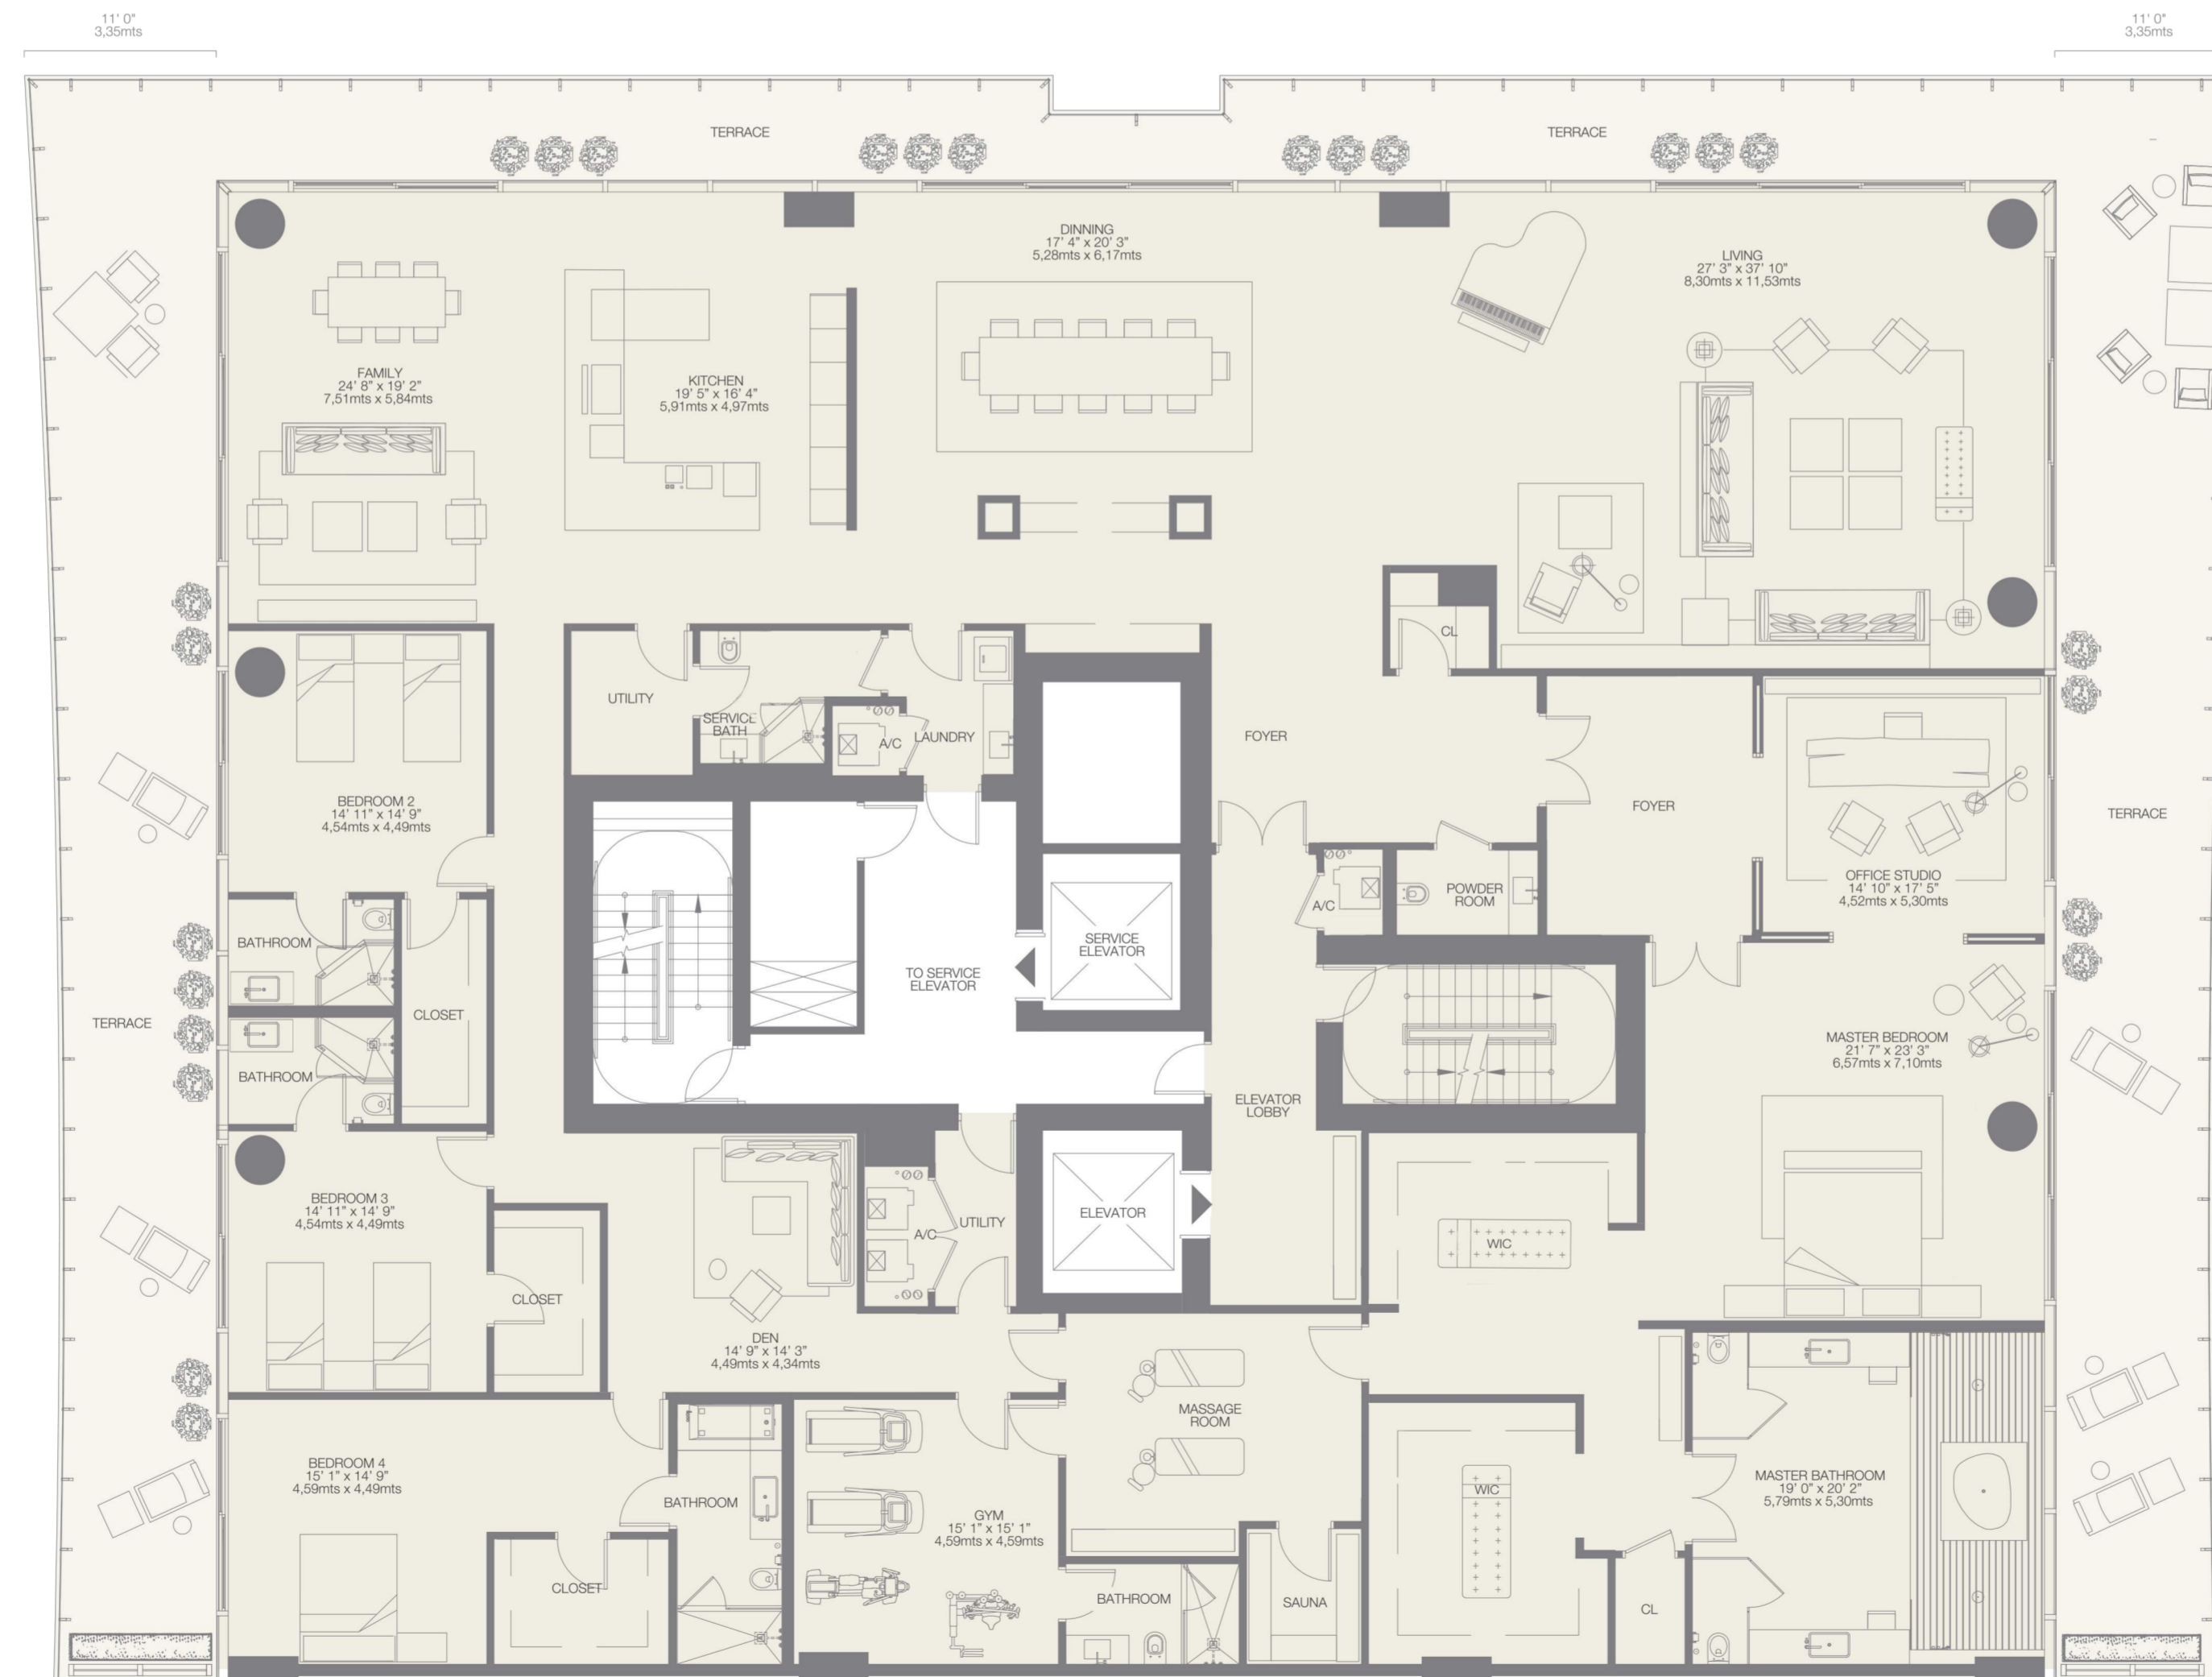 11' 0"
3,35mts
11' 0"
3,35mts
TERRACE
TERRACE
DINNING
17' 4" x 20' 3"
5,28mts x 6,17mts
LIVING
27' 3" x 37' 10"
8,30mts x 11,53mts
FAMILY
24' 8" x 19' 2"
7,51mts x 5,84mts
KITCHEN
19' 5" x 16' 4"
5,91mts x 4,97mts
CL
UTILITY
SERVICE
BATH
A/C
LAUNDRY
FOYER
FOYER
BEDROOM 2
14' 11" x 14' 9"
4,54mts x 4,49mts
TERRACE
OFFICE STUDIO
14' 10" x 17' 5"
4,52mts x 5,30mts
POWDER
ROOM
A/C
BATHROOM
SERVICE
ELEVATOR
TO SERVICE
ELEVATOR
CLOSET
TERRACE
MASTER BEDROOM
21' 7" x 23' 3"
6,57mts x 7,10mts
BATHROOM
ELEVATOR
LOBBY
BEDROOM 3
14' 11" x 14' 9"
4,54mts x 4,49mts
ELEVATOR
UTILITY
A/C
WIC
CLOSET
DEN
14' 9" x 14' 3"
4,49mts x 4,34mts
MASSAGE
ROOM
BEDROOM 4
15' 1" x 14' 9"
4,59mts x 4,49mts
BATHROOM
WIC
MASTER BATHROOM
19' 0" x 20' 2"
5,79mts x 5,30mts
GYM
15' 1" x 15' 1"
4,59mts x 4,59mts
CLOSET
BATHROOM
SAUNA
CL